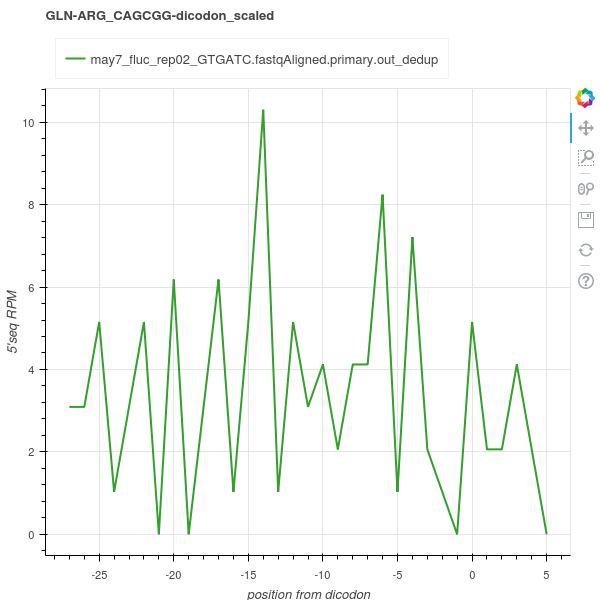 GLN-ARG_CAGCGG-dicodon_scaled
may7_fluc_rep02_GTGATC.fastqAligned.primary.out_dedup
10
8
6
4
2
0
5'seq RPM
-25 -20 -15 -10 -5 0 5
position from dicodon